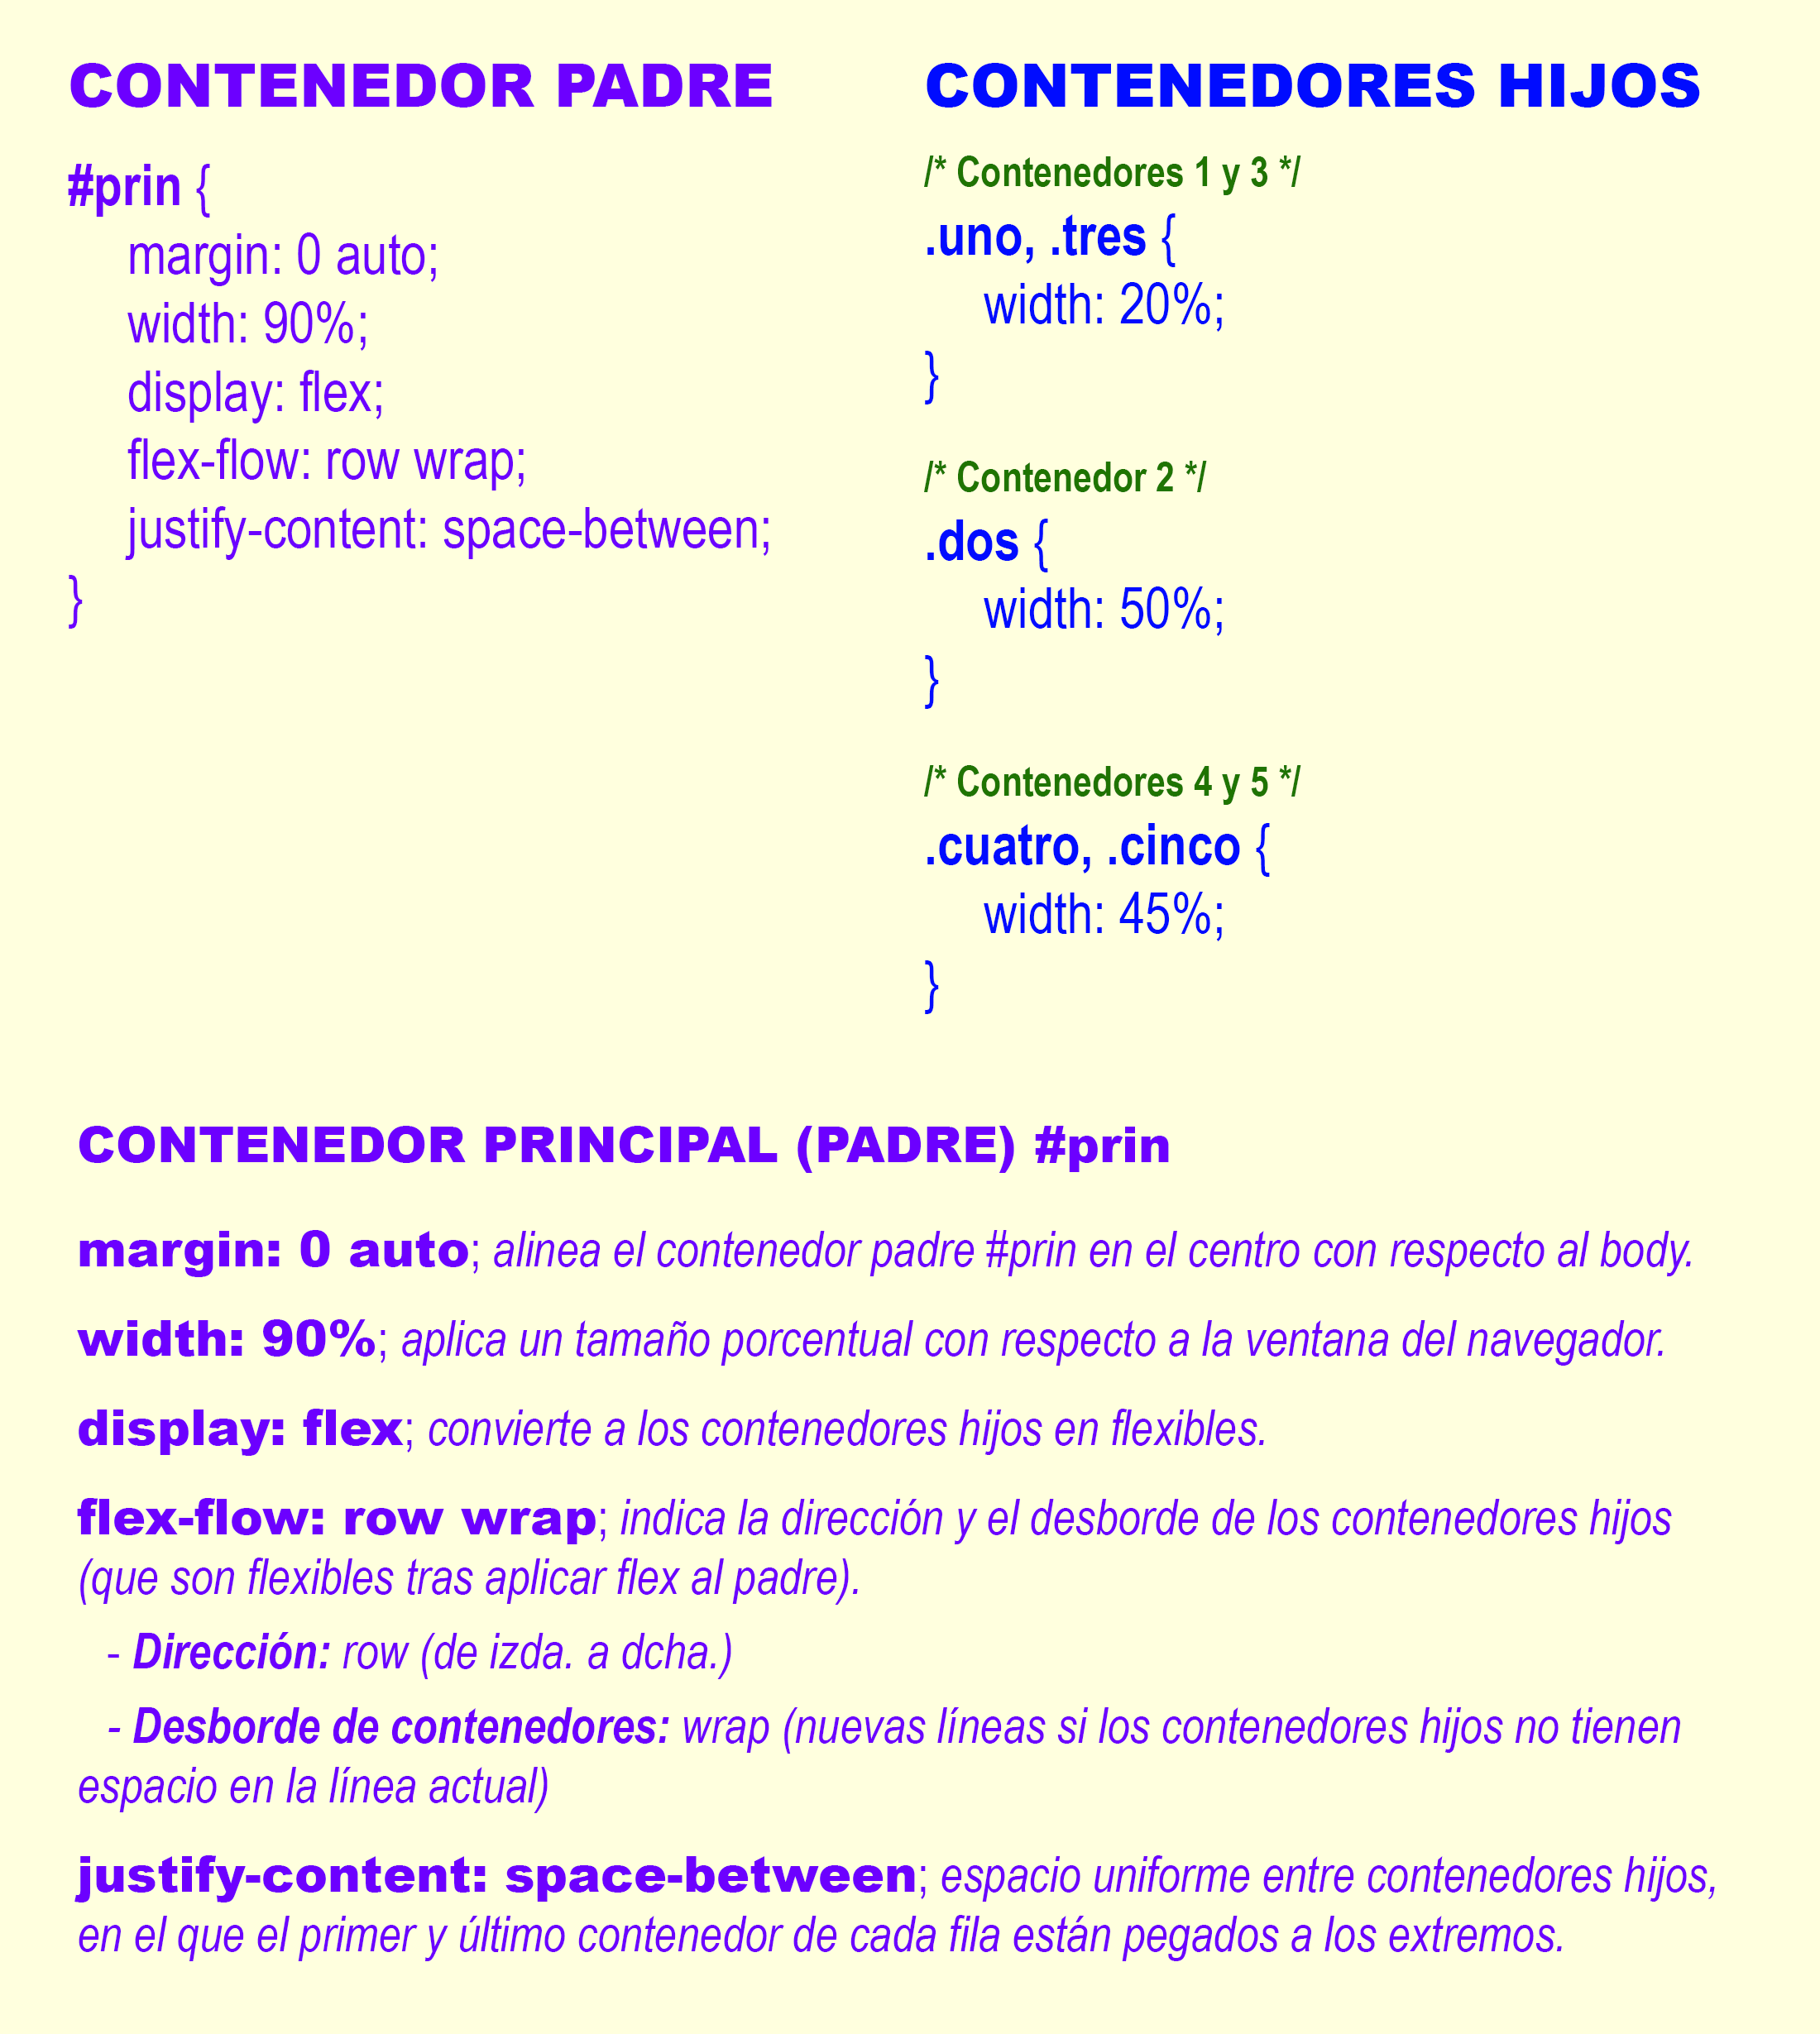 CONTENEDOR PADRE
#prin {
margin: 0 auto;
width: 90%;
display: flex;
flex-flow: row wrap;
justify-content: space-between;
}
CONTENEDORES HIJOS
/* Contenedores 1 y 3 */
.uno, .tres {
width: 20%;
}
/* Contenedor 2 */
.dos {
width: 50%;
}
/* Contenedores 4 y 5 */
.cuatro, .cinco {
width: 45%;
}
CONTENEDOR PRINCIPAL (PADRE) #prin
margin: 0 auto; alinea el contenedor padre #prin en el centro con respecto al body.
width: 90%; aplica un tamaño porcentual con respecto a la ventana del navegador.
display: flex; convierte a los contenedores hijos en flexibles.
flex-flow: row wrap; indica la dirección y el desborde de los contenedores hijos
(que son flexibles tras aplicar flex al padre).
- Dirección: row (de izda. a dcha.)
- Desborde de contenedores: wrap (nuevas líneas si los contenedores hijos no tienen
espacio en la línea actual)
justify-content: space-between; espacio uniforme entre contenedores hijos,
en el que el primer y último contenedor de cada fila están pegados a los extremos.